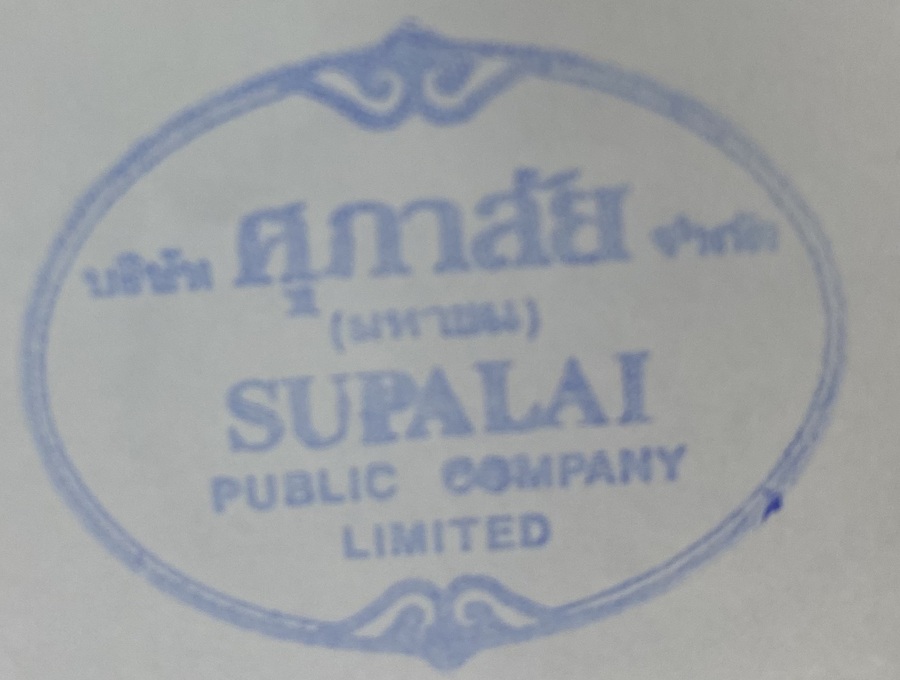 บริษัท ศุภาลัย จำกัด
(มหาชน)
SUPALAI
PUBLIC COMPANY
LIMITED